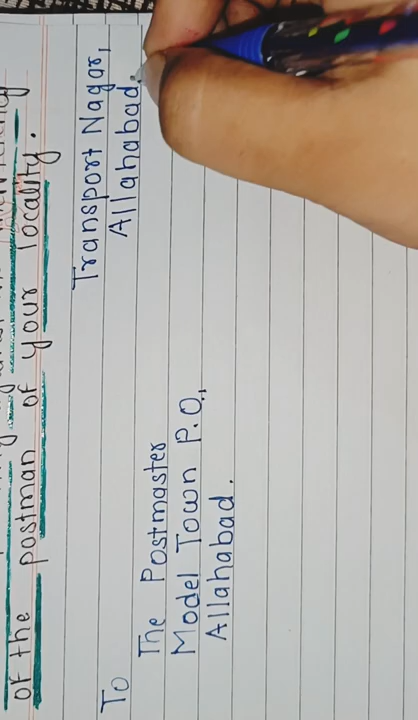 of the postman of your locality.
Transport Nagar,
Allahabad.
To
The Postmaster
Model Town P.O.,
Allahabad.